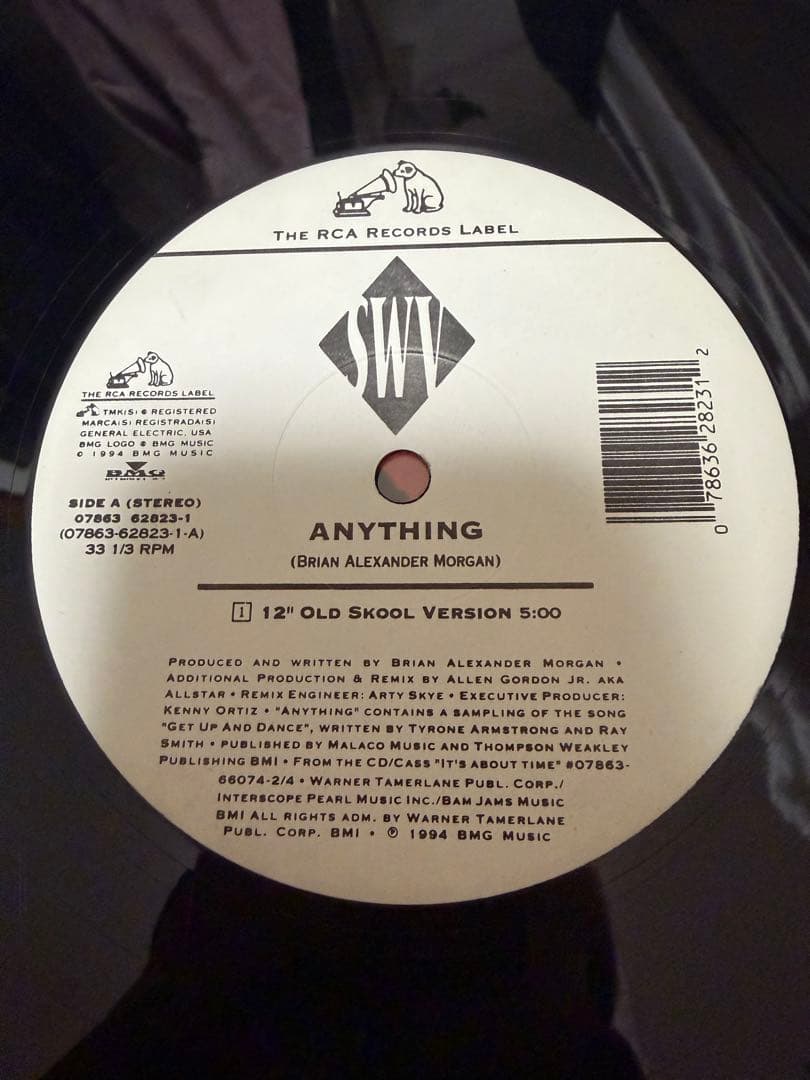 THE RCA RECORDS LABEL
SWV
THE RCA RECORDS LABEL
TMK(S) ® REGISTERED
MARCA(S) REGISTRADA(S)
GENERAL ELECTRIC, USA
BMG LOGO ® BMG MUSIC
© 1994 BMG MUSIC
BMG
SIDE A (STEREO)
07863 62823-1
(07863-62823-1-A)
33 1/3 RPM
0 78636 28231 2
ANYTHING
(BRIAN ALEXANDER MORGAN)
1 12" OLD SKOOL VERSION 5:00
PRODUCED AND WRITTEN BY BRIAN ALEXANDER MORGAN •
ADDITIONAL PRODUCTION & REMIX BY ALLEN GORDON JR. AKA
ALLSTAR • REMIX ENGINEER: ARTY SKYE • EXECUTIVE PRODUCER:
KENNY ORTIZ • "ANYTHING" CONTAINS A SAMPLING OF THE SONG
"GET UP AND DANCE", WRITTEN BY TYRONE ARMSTRONG AND RAY
SMITH • PUBLISHED BY MALACO MUSIC AND THOMPSON WEAKLEY
PUBLISHING BMI • FROM THE CD/CASS "IT'S ABOUT TIME" #07863-
66074-2/4 • WARNER TAMERLANE PUBL. CORP./
INTERSCOPE PEARL MUSIC INC./BAM JAMS MUSIC
BMI ALL RIGHTS ADM. BY WARNER TAMERLANE
PUBL. CORP. BMI • ℗ 1994 BMG MUSIC